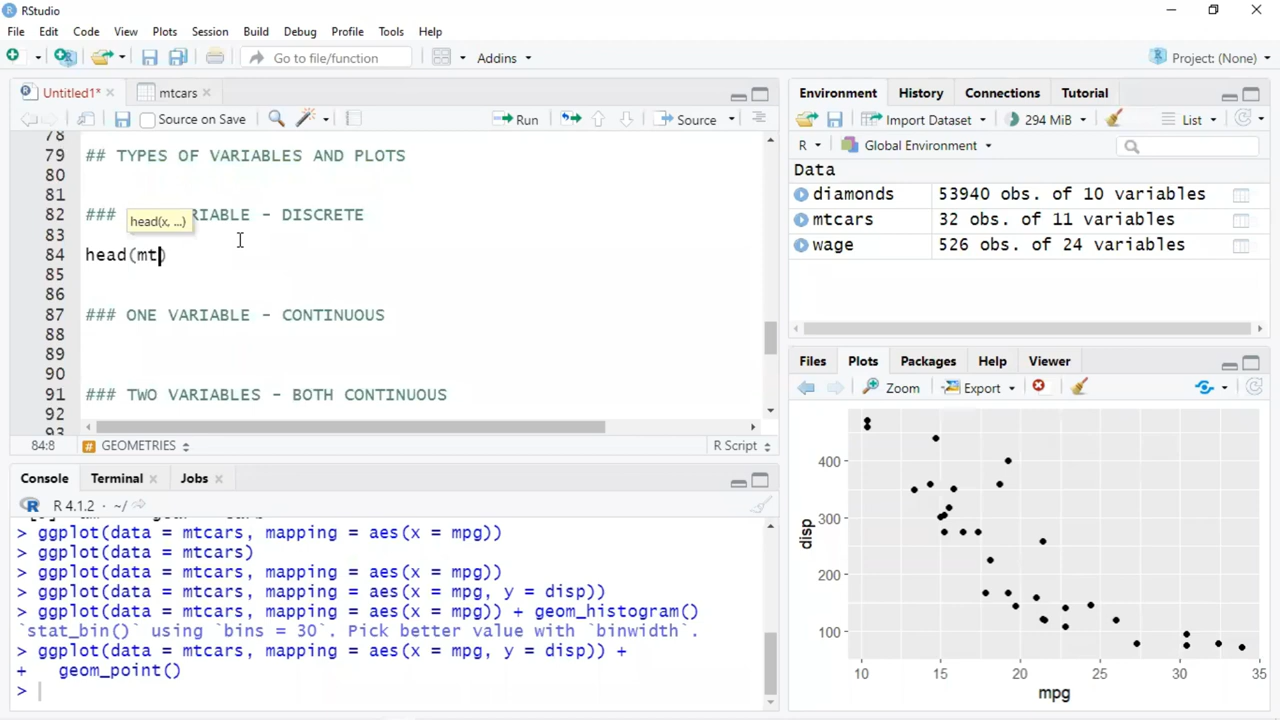 RStudio
File Edit Code View Plots Session Build Debug Profile Tools Help
Go to file/function Addins Project: (None)
Untitled1* mtcars
Source on Save Run Source
78
79 ## TYPES OF VARIABLES AND PLOTS
80
81
82 ### RIABLE - DISCRETE
head(x, ...)
83
84 head(mt)
85
86
87 ### ONE VARIABLE - CONTINUOUS
88
89
90
91 ### TWO VARIABLES - BOTH CONTINUOUS
92
93
84:8 # GEOMETRIES R Script
Console Terminal Jobs
R R 4.1.2 · ~/
> ggplot(data = mtcars, mapping = aes(x = mpg))
> ggplot(data = mtcars)
> ggplot(data = mtcars, mapping = aes(x = mpg))
> ggplot(data = mtcars, mapping = aes(x = mpg, y = disp))
> ggplot(data = mtcars, mapping = aes(x = mpg)) + geom_histogram()
`stat_bin()` using `bins = 30`. Pick better value with `binwidth`.
> ggplot(data = mtcars, mapping = aes(x = mpg, y = disp)) +
+ geom_point()
>
Environment History Connections Tutorial
Import Dataset 294 MiB List
R Global Environment
Data
diamonds 53940 obs. of 10 variables
mtcars 32 obs. of 11 variables
wage 526 obs. of 24 variables
Files Plots Packages Help Viewer
Zoom Export
400
300
200
100
disp
10 15 20 25 30 35
mpg